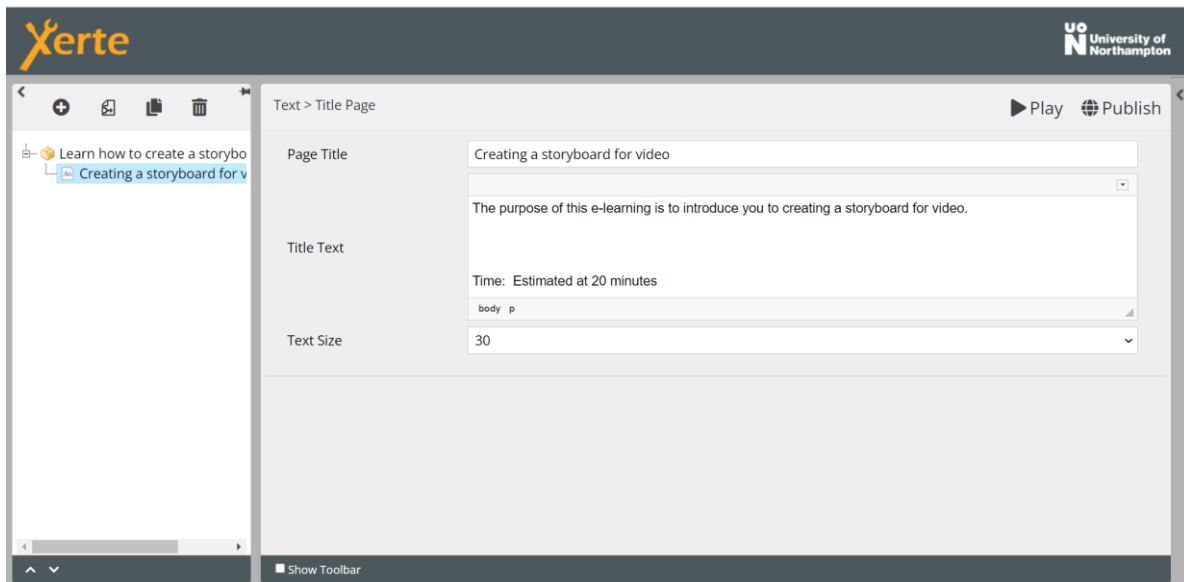 Xerte
UO
N University of
Northampton
Text > Title Page
Play Publish
Learn how to create a storybo
Creating a storyboard for v
Page Title
Creating a storyboard for video
Title Text
The purpose of this e-learning is to introduce you to creating a storyboard for video.
Time: Estimated at 20 minutes
body p
Text Size
30
Show Toolbar